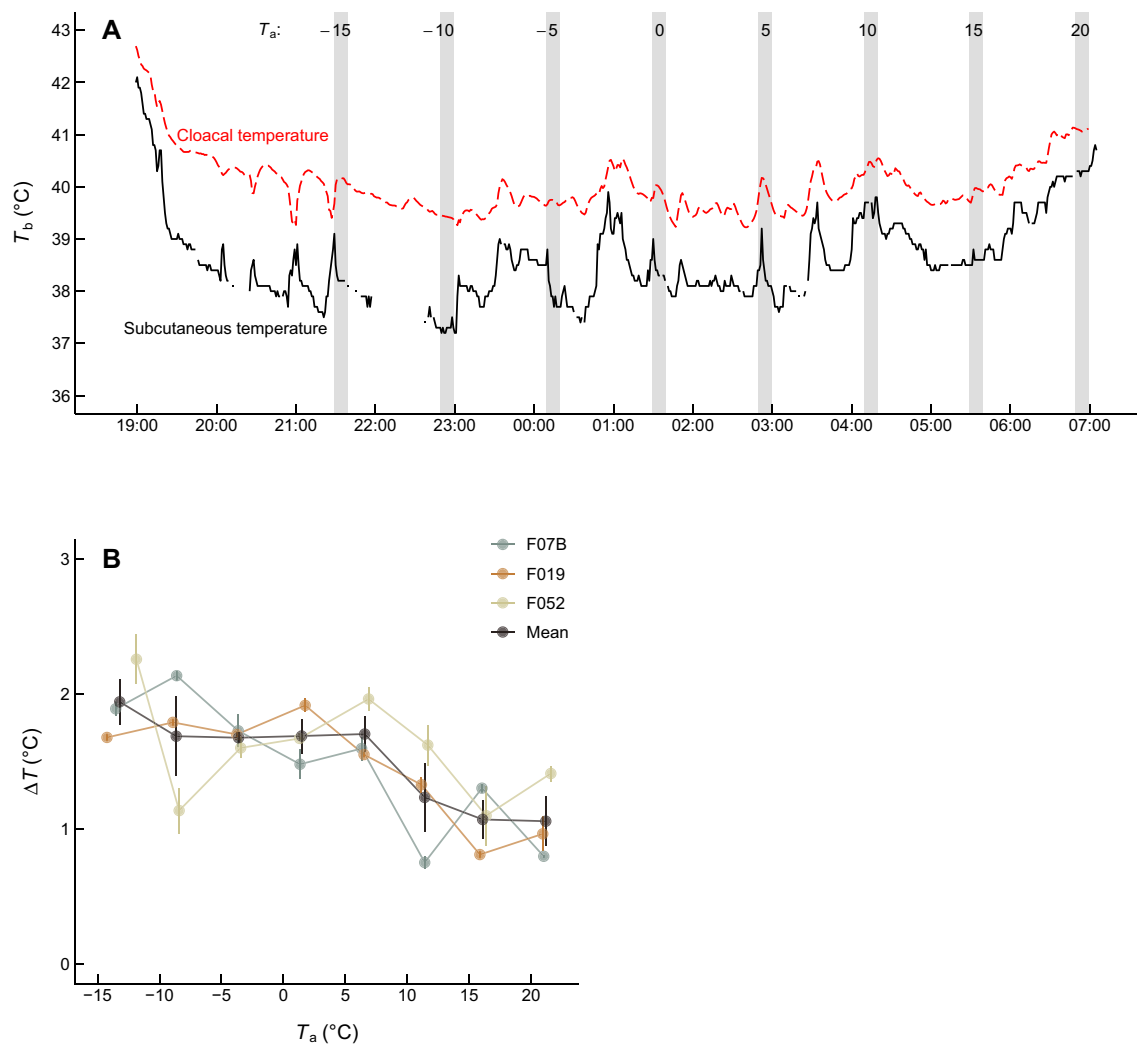 A
T_a: −15 −10 −5 0 5 10 15 20
43
42
41
40
39
38
37
36
T_b (°C)
Cloacal temperature
Subcutaneous temperature
19:00 20:00 21:00 22:00 23:00 00:00 01:00 02:00 03:00 04:00 05:00 06:00 07:00
B
F07B
F019
F052
Mean
3
2
1
0
ΔT (°C)
−15 −10 −5 0 5 10 15 20
T_a (°C)